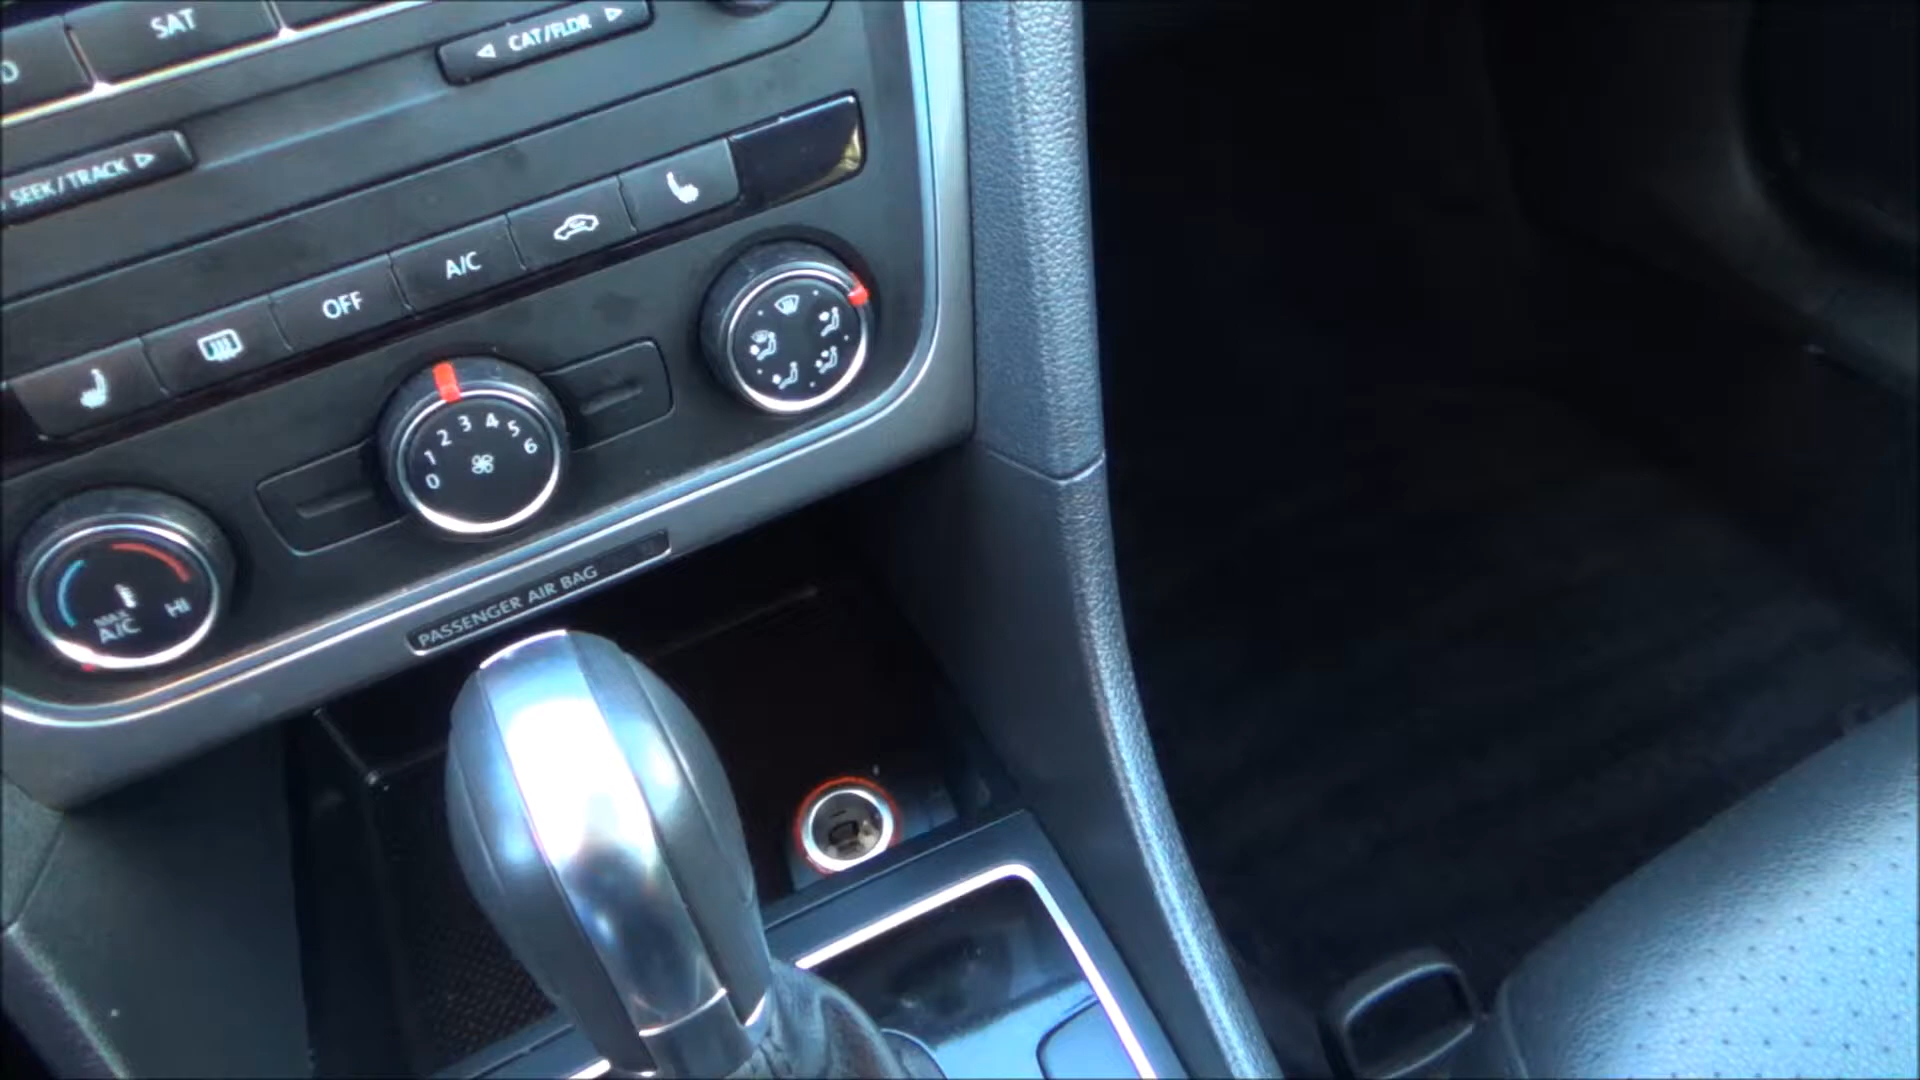 SAT
CAT/FLDR
SEEK / TRACK
A/C
OFF
0 1 2 3 4 5 6
MAX A/C
HI
PASSENGER AIR BAG